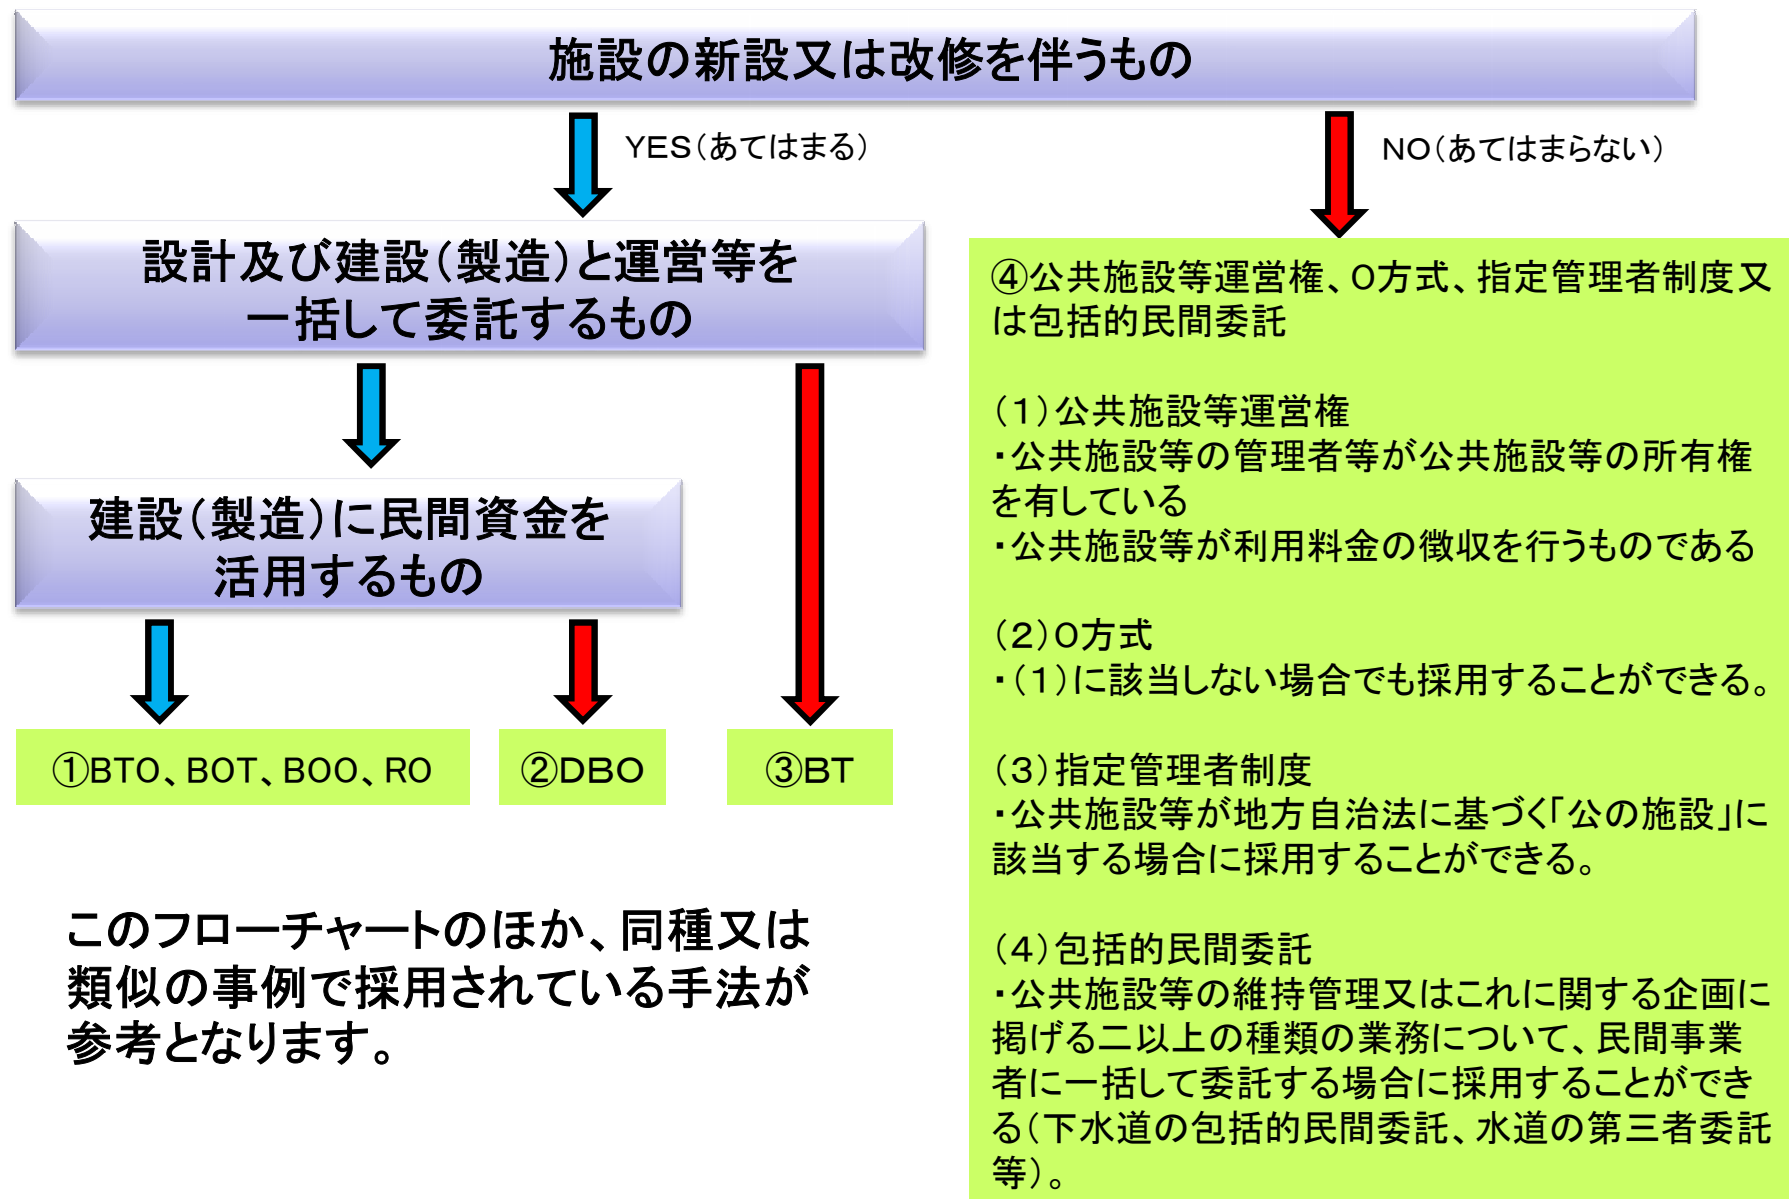 施設の新設又は改修を伴うもの
YES(あてはまる)
NO(あてはまらない)
設計及び建設(製造)と運営等を
一括して委託するもの
建設(製造)に民間資金を
活用するもの
①BTO、BOT、BOO、RO
②DBO
③BT
このフローチャートのほか、同種又は
類似の事例で採用されている手法が
参考となります。
④公共施設等運営権、O方式、指定管理者制度又
は包括的民間委託
(1)公共施設等運営権
・公共施設等の管理者等が公共施設等の所有権
を有している
・公共施設等が利用料金の徴収を行うものである
(2)O方式
・(1)に該当しない場合でも採用することができる。
(3)指定管理者制度
・公共施設等が地方自治法に基づく「公の施設」に
該当する場合に採用することができる。
(4)包括的民間委託
・公共施設等の維持管理又はこれに関する企画に
掲げる二以上の種類の業務について、民間事業
者に一括して委託する場合に採用することができ
る(下水道の包括的民間委託、水道の第三者委託
等)。